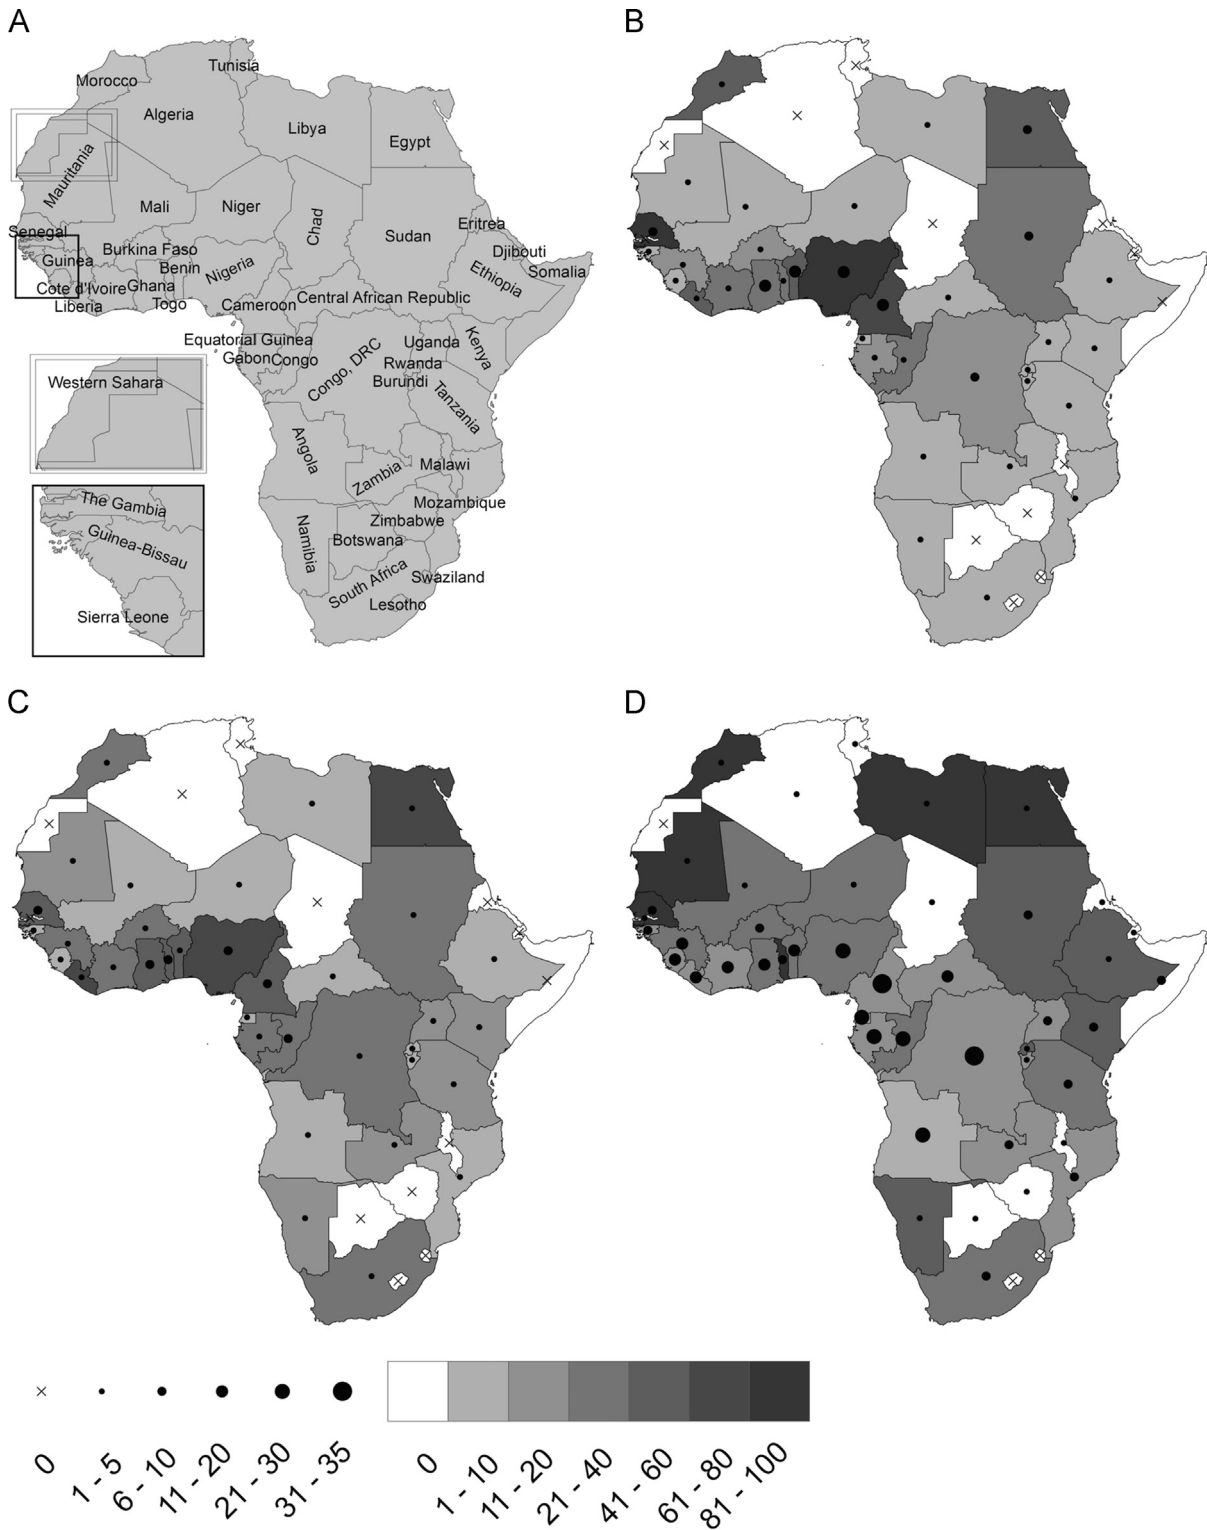 A
B
Tunisia
Morocco
Algeria
Libya
Egypt
Mauritania
Mali
Niger
Chad
Sudan
Eritrea
Senegal
Djibouti
Burkina Faso
Guinea
Benin
Nigeria
Ethiopia
Somalia
Cote d'Ivoire
Ghana
Liberia
Togo
Cameroon
Central African Republic
Equatorial Guinea
Gabon
Congo
Congo, DRC
Uganda
Kenya
Rwanda
Burundi
Tanzania
Western Sahara
Angola
Zambia
Malawi
Mozambique
The Gambia
Guinea-Bissau
Sierra Leone
Namibia
Zimbabwe
Botswana
South Africa
Swaziland
Lesotho
C
D
0
1 - 5
6 - 10
11 - 20
21 - 30
31 - 35
0
1 - 10
11 - 20
21 - 40
41 - 60
61 - 80
81 - 100